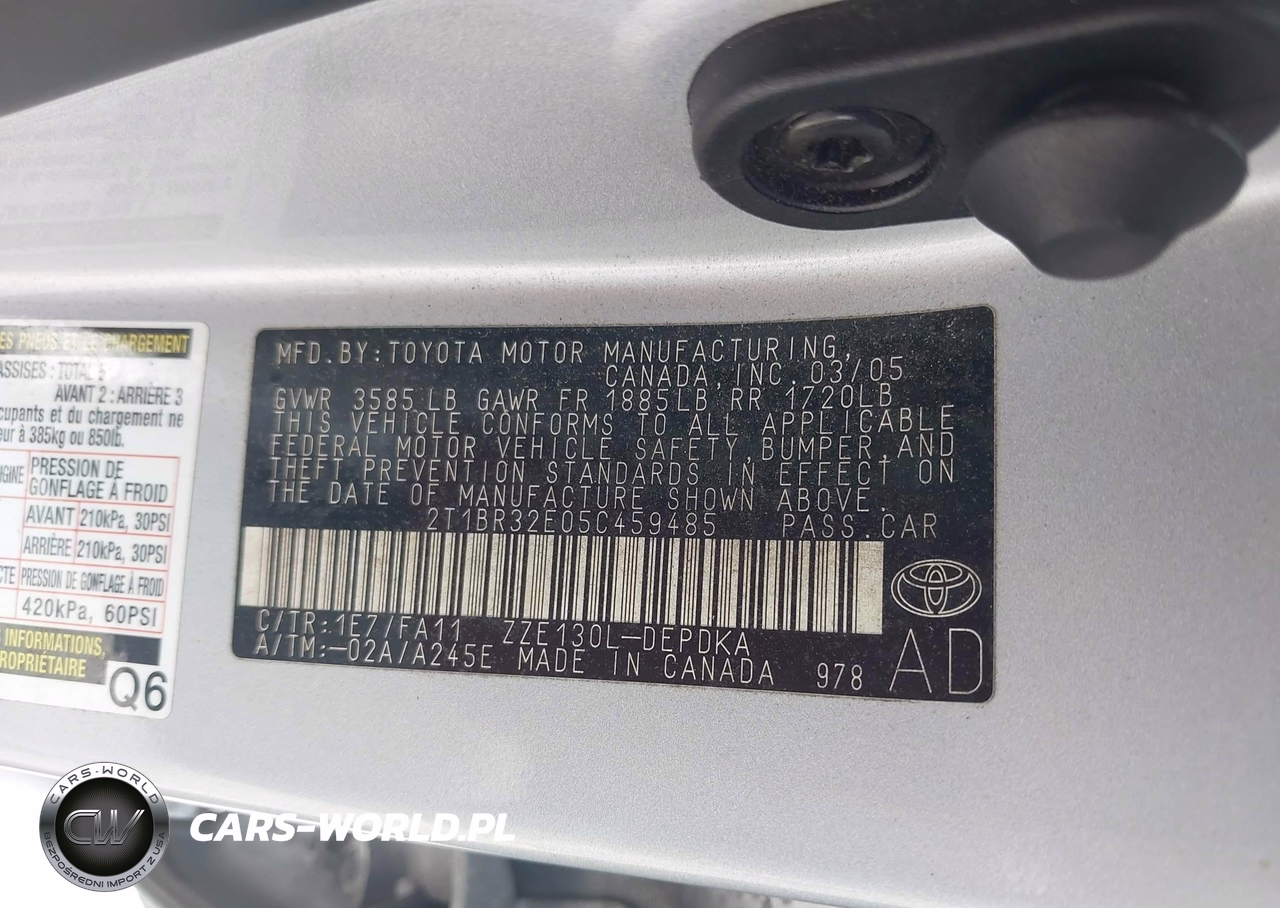 ES PNEUS ET LE CHARGEMENT
ASSISES : TOTAL 5
AVANT 2 : ARRIÈRE 3
cupants et du chargement ne
eur à 385kg ou 850lb.
IGINE PRESSION DE GONFLAGE À FROID
AVANT 210kPa, 30PSI
ARRIÈRE 210kPa, 30PSI
CTE PRESSION DE GONFLAGE À FROID
420kPa, 60PSI
S INFORMATIONS,
PROPRIÉTAIRE
Q6
MFD. BY: TOYOTA MOTOR MANUFACTURING,
CANADA, INC. 03/05
GVWR 3585 LB GAWR FR 1885LB RR 1720LB
THIS VEHICLE CONFORMS TO ALL APPLICABLE
FEDERAL MOTOR VEHICLE SAFETY, BUMPER, AND
THEFT PREVENTION STANDARDS IN EFFECT ON
THE DATE OF MANUFACTURE SHOWN ABOVE.
2T1BR32E05C459485 PASS. CAR
C/TR: 1E7/FA11 ZZE130L-DEPDKA
A/TM: -02A/A245E MADE IN CANADA 978
AD
CARS-WORLD
CW
BEZPOŚREDNI IMPORT Z USA
CARS-WORLD.PL